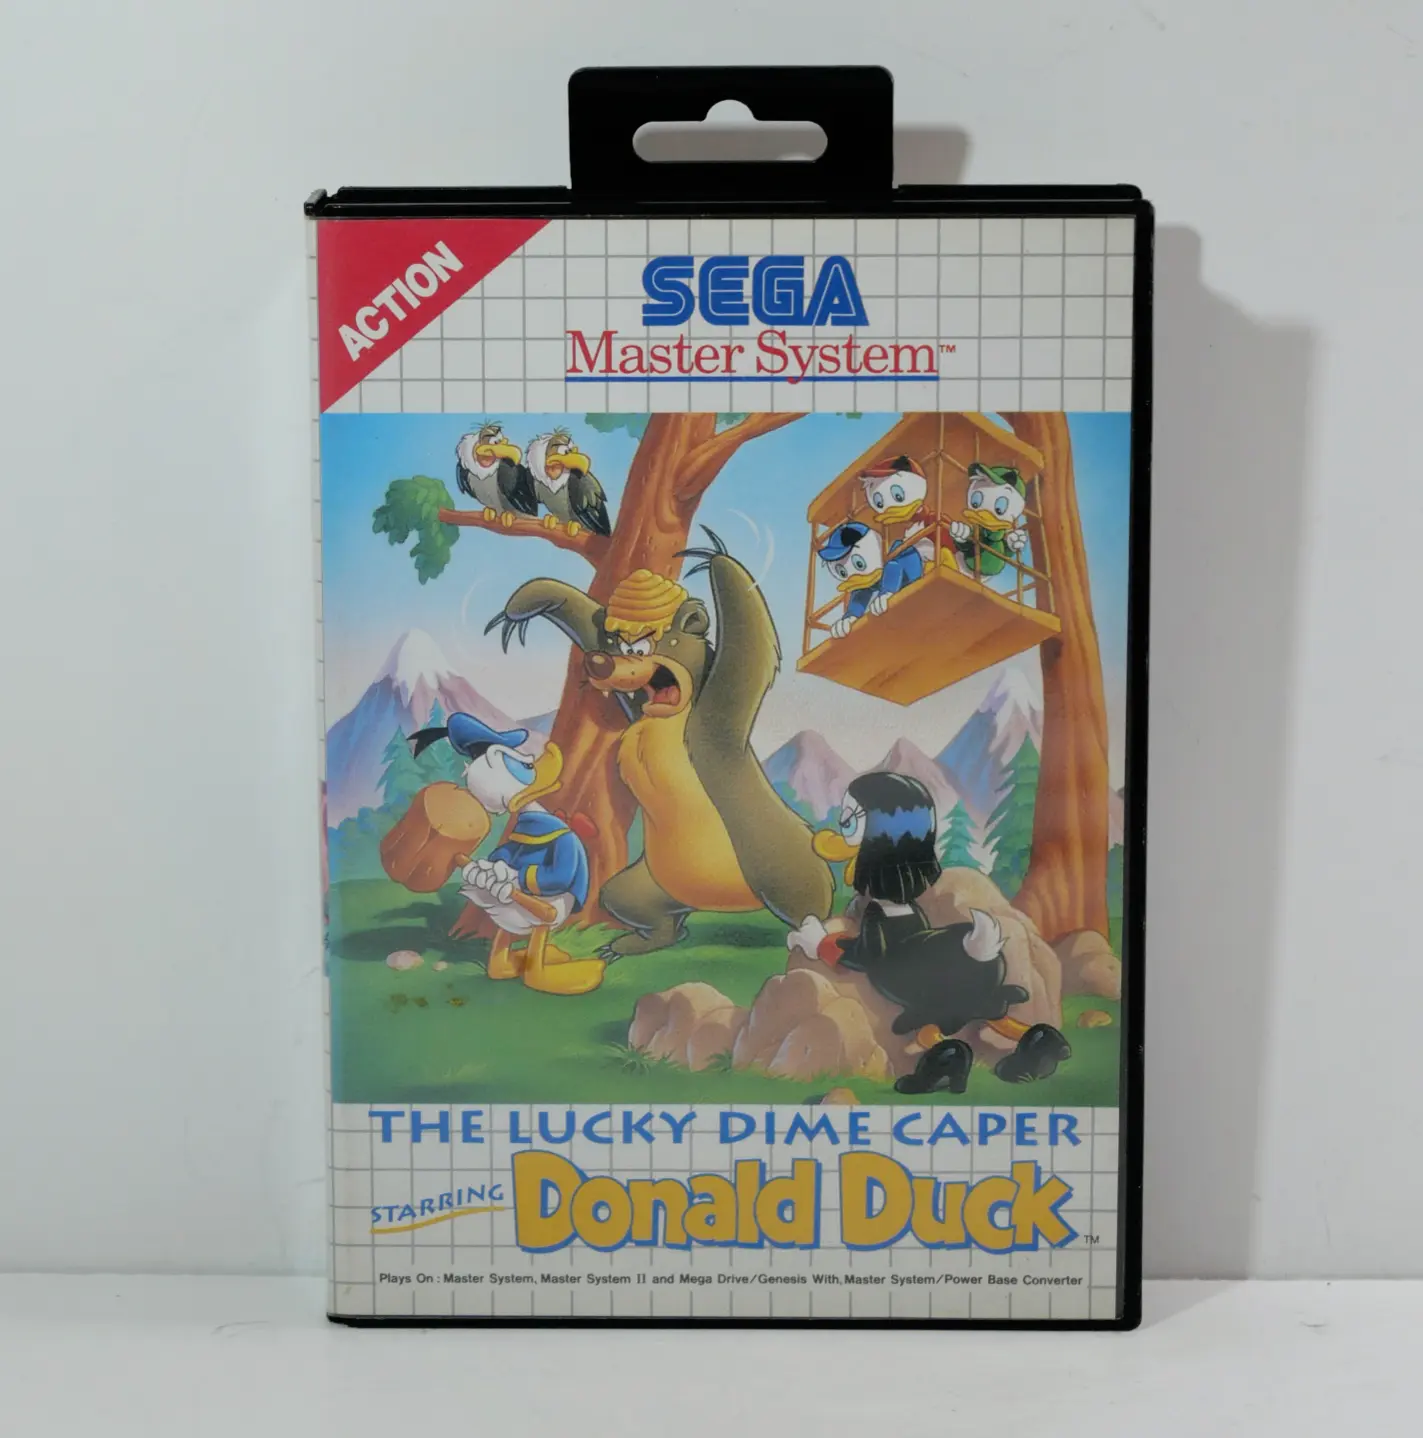 ACTION
SEGA
Master System™
THE LUCKY DIME CAPER
STARRING Donald Duck™
Plays On : Master System, Master System II and Mega Drive/Genesis With, Master System/Power Base Converter